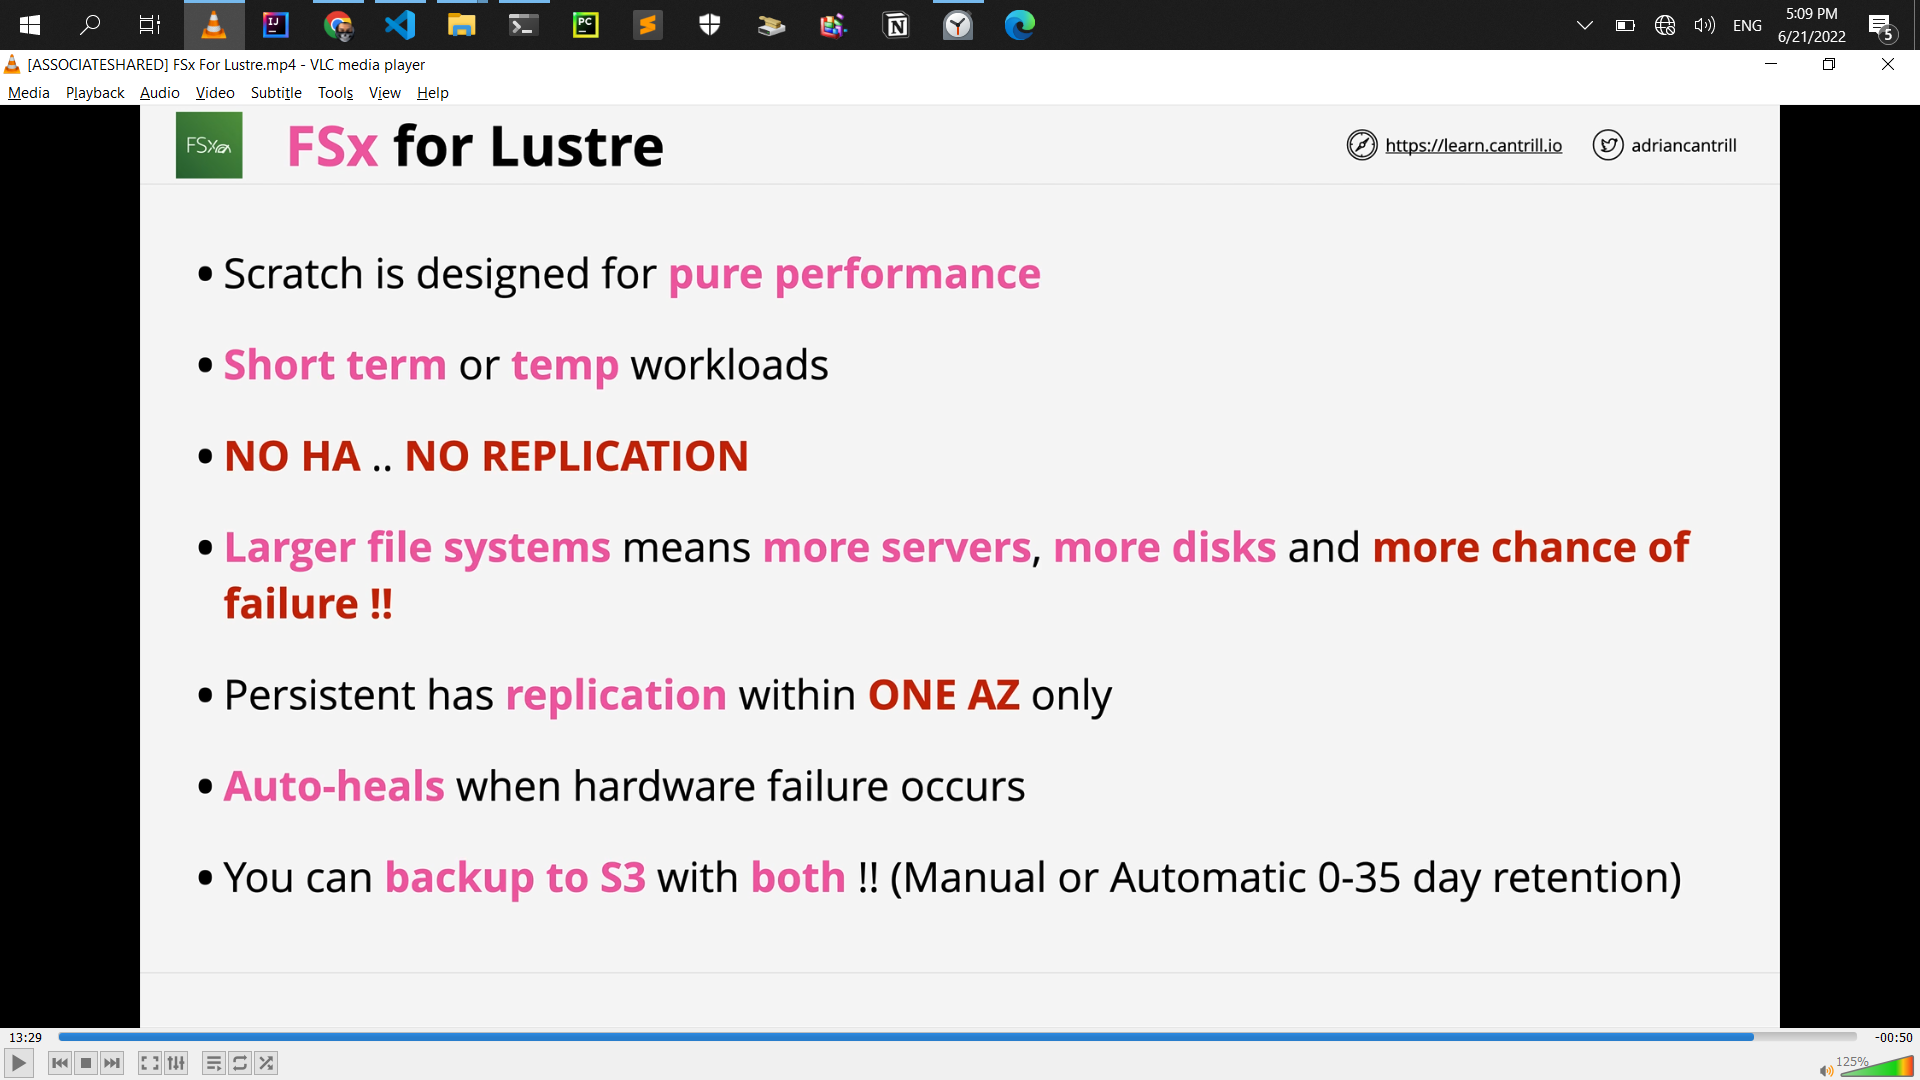 ENG
5:09 PM
6/21/2022
5
[ASSOCIATESHARED] FSx For Lustre.mp4 - VLC media player
Media Playback Audio Video Subtitle Tools View Help
FSx
FSx for Lustre
https://learn.cantrill.io
adriancantrill
• Scratch is designed for pure performance
• Short term or temp workloads
• NO HA .. NO REPLICATION
• Larger file systems means more servers, more disks and more chance of
failure !!
• Persistent has replication within ONE AZ only
• Auto-heals when hardware failure occurs
• You can backup to S3 with both !! (Manual or Automatic 0-35 day retention)
13:29
-00:50
125%